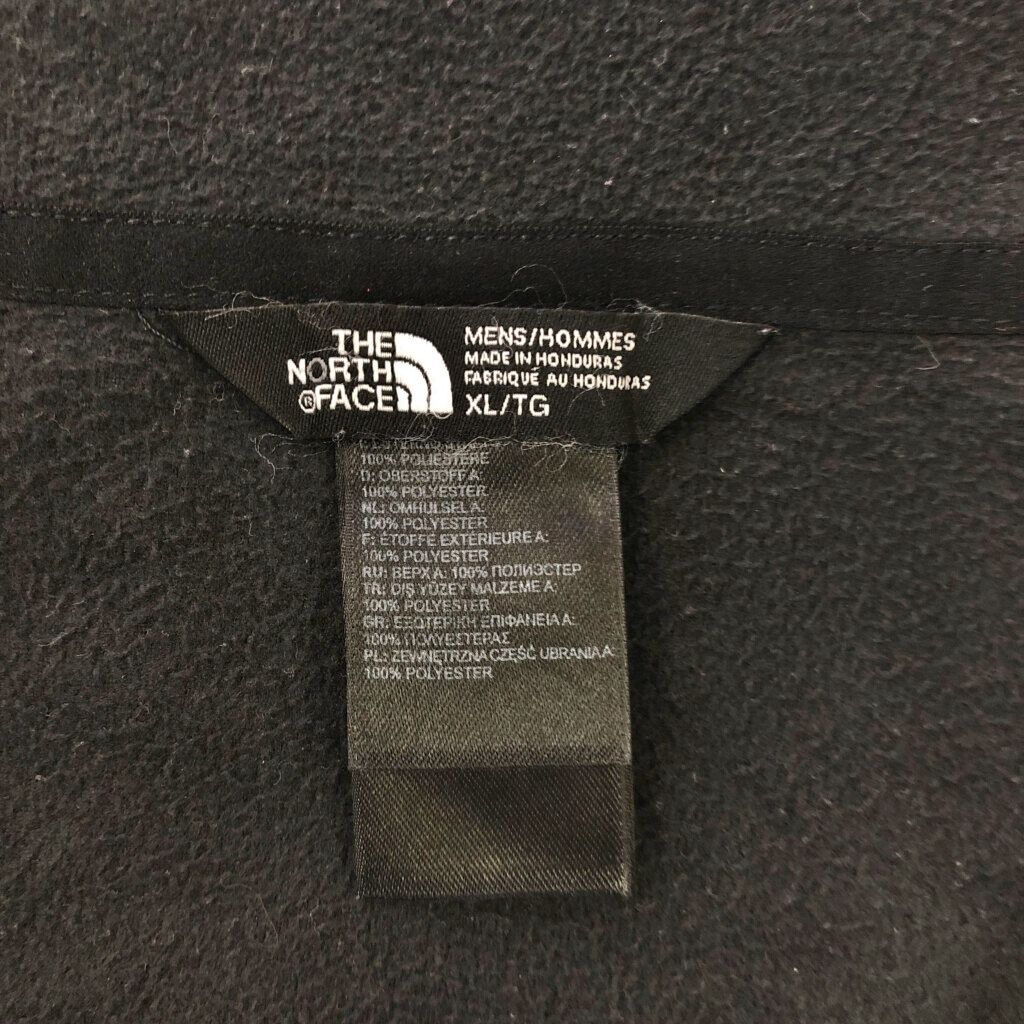 THE
NORTH
®FACE
MENS/HOMMES
MADE IN HONDURAS
FABRIQUÉ AU HONDURAS
XL/TG
100% POLIESTERE
D: OBERSTOFF A:
100% POLYESTER
NL: OMHULSEL A:
100% POLYESTER
F: ÉTOFFE EXTÉRIEURE A:
100% POLYESTER
RU: ВЕРХ А: 100% ПОЛИЭСТЕР
TR: DIŞ YÜZEY MALZEME A:
100% POLYESTER
GR: ΕΞΩΤΕΡΙΚΗ ΕΠΙΦΑΝΕΙΑ Α:
100% ΠΟΛΥΕΣΤΕΡΑΣ
PL: ZEWNĘTRZNA CZĘŚĆ UBRANIA A:
100% POLYESTER